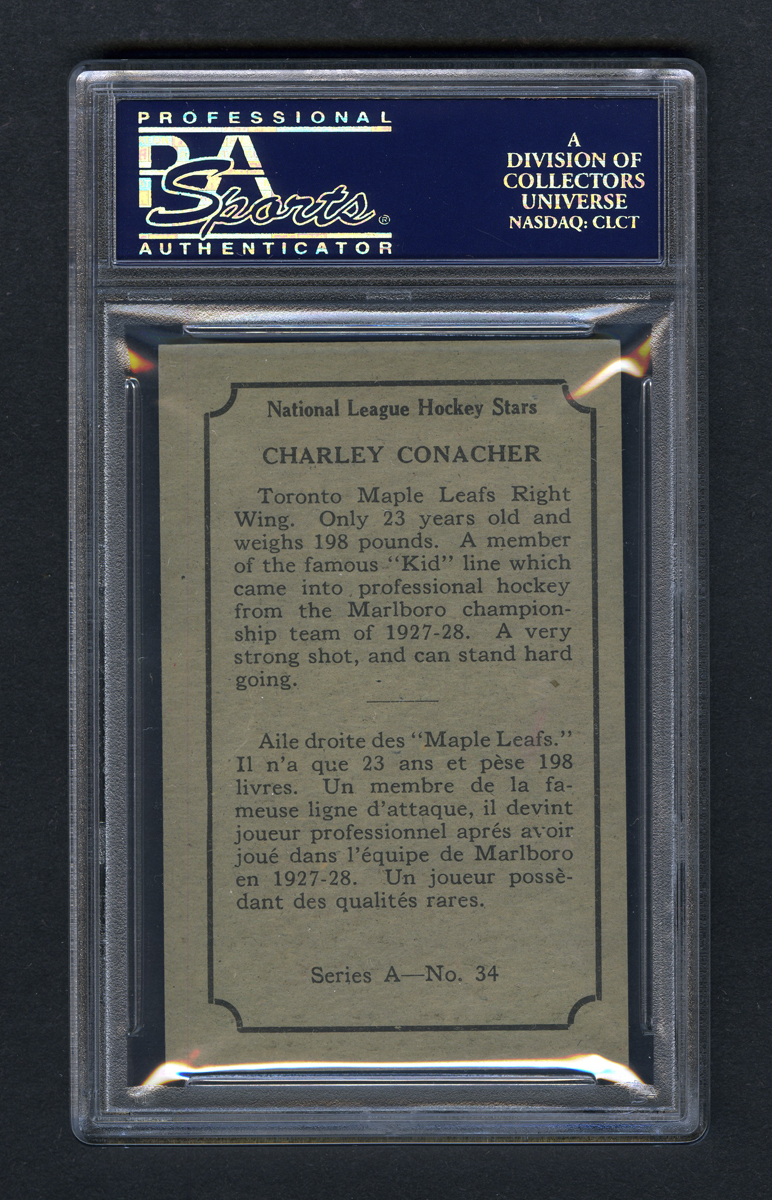 PROFESSIONAL
PSA
Sports®
AUTHENTICATOR
A
DIVISION OF
COLLECTORS
UNIVERSE
NASDAQ: CLCT
National League Hockey Stars
CHARLEY CONACHER
Toronto Maple Leafs Right
Wing. Only 23 years old and
weighs 198 pounds. A member
of the famous "Kid" line which
came into professional hockey
from the Marlboro champion-
ship team of 1927-28. A very
strong shot, and can stand hard
going.
Aile droite des "Maple Leafs."
Il n'a que 23 ans et pèse 198
livres. Un membre de la fa-
meuse ligne d'attaque, il devint
joueur professionnel aprés avoir
joué dans l'équipe de Marlboro
en 1927-28. Un joueur possè-
dant des qualités rares.
Series A—No. 34